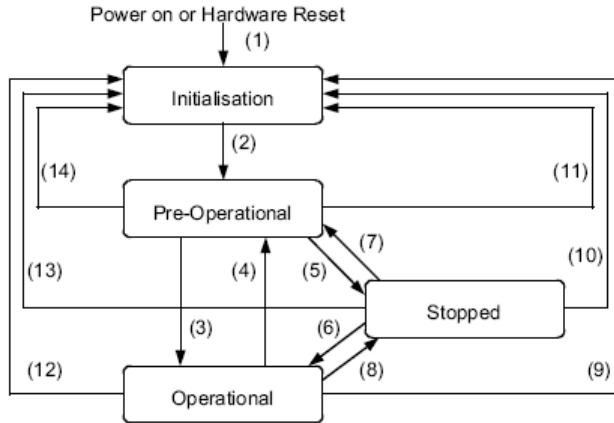 Power on or Hardware Reset
(1)
Initialisation
(2)
(14)
(11)
Pre-Operational
(7)
(13)
(4)
(5)
(10)
Stopped
(3)
(6)
(12)
(8)
(9)
Operational